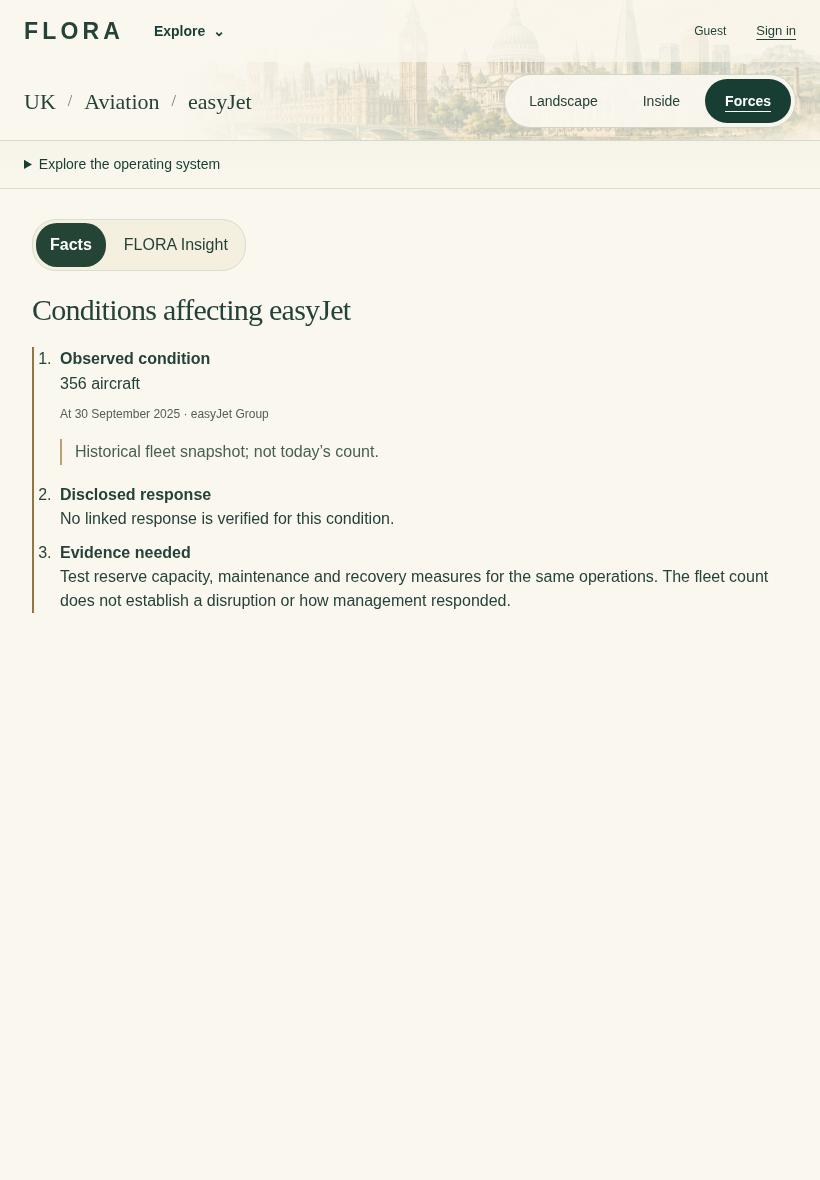 FLORA
Explore
Guest
Sign in
UK / Aviation / easyJet
Landscape
Inside
Forces
Explore the operating system
Facts
FLORA Insight
Conditions affecting easyJet
1. Observed condition
356 aircraft
At 30 September 2025 · easyJet Group
Historical fleet snapshot; not today’s count.
2. Disclosed response
No linked response is verified for this condition.
3. Evidence needed
Test reserve capacity, maintenance and recovery measures for the same operations. The fleet count
does not establish a disruption or how management responded.